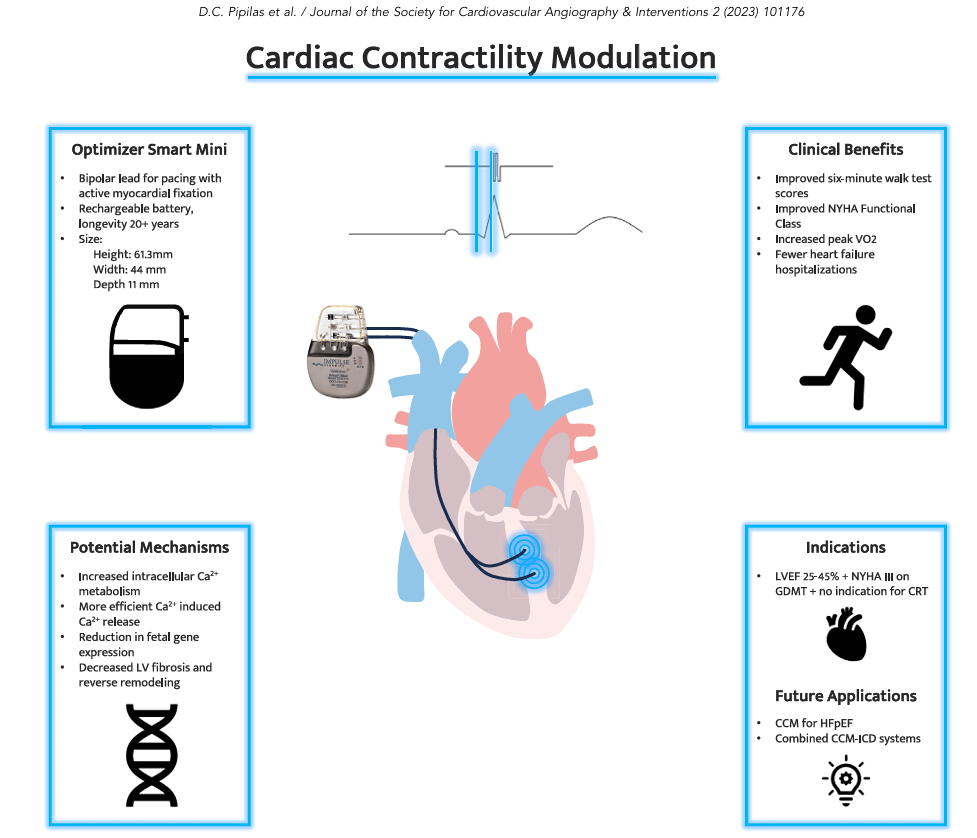 D.C. Pipilas et al. / Journal of the Society for Cardiovascular Angiography & Interventions 2 (2023) 101176
Cardiac Contractility Modulation
Optimizer Smart Mini
• Bipolar lead for pacing with
active myocardial fixation
• Rechargeable battery,
longevity 20+ years
• Size:
Height: 61.3mm
Width: 44 mm
Depth 11 mm
Clinical Benefits
• Improved six-minute walk test
scores
• Improved NYHA Functional
Class
• Increased peak VO2
• Fewer heart failure
hospitalizations
IMPULSE
Potential Mechanisms
• Increased intracellular Ca²⁺
metabolism
• More efficient Ca²⁺ induced
Ca²⁺ release
• Reduction in fetal gene
expression
• Decreased LV fibrosis and
reverse remodeling
Indications
• LVEF 25-45% + NYHA III on
GDMT + no indication for CRT
Future Applications
• CCM for HFpEF
• Combined CCM-ICD systems